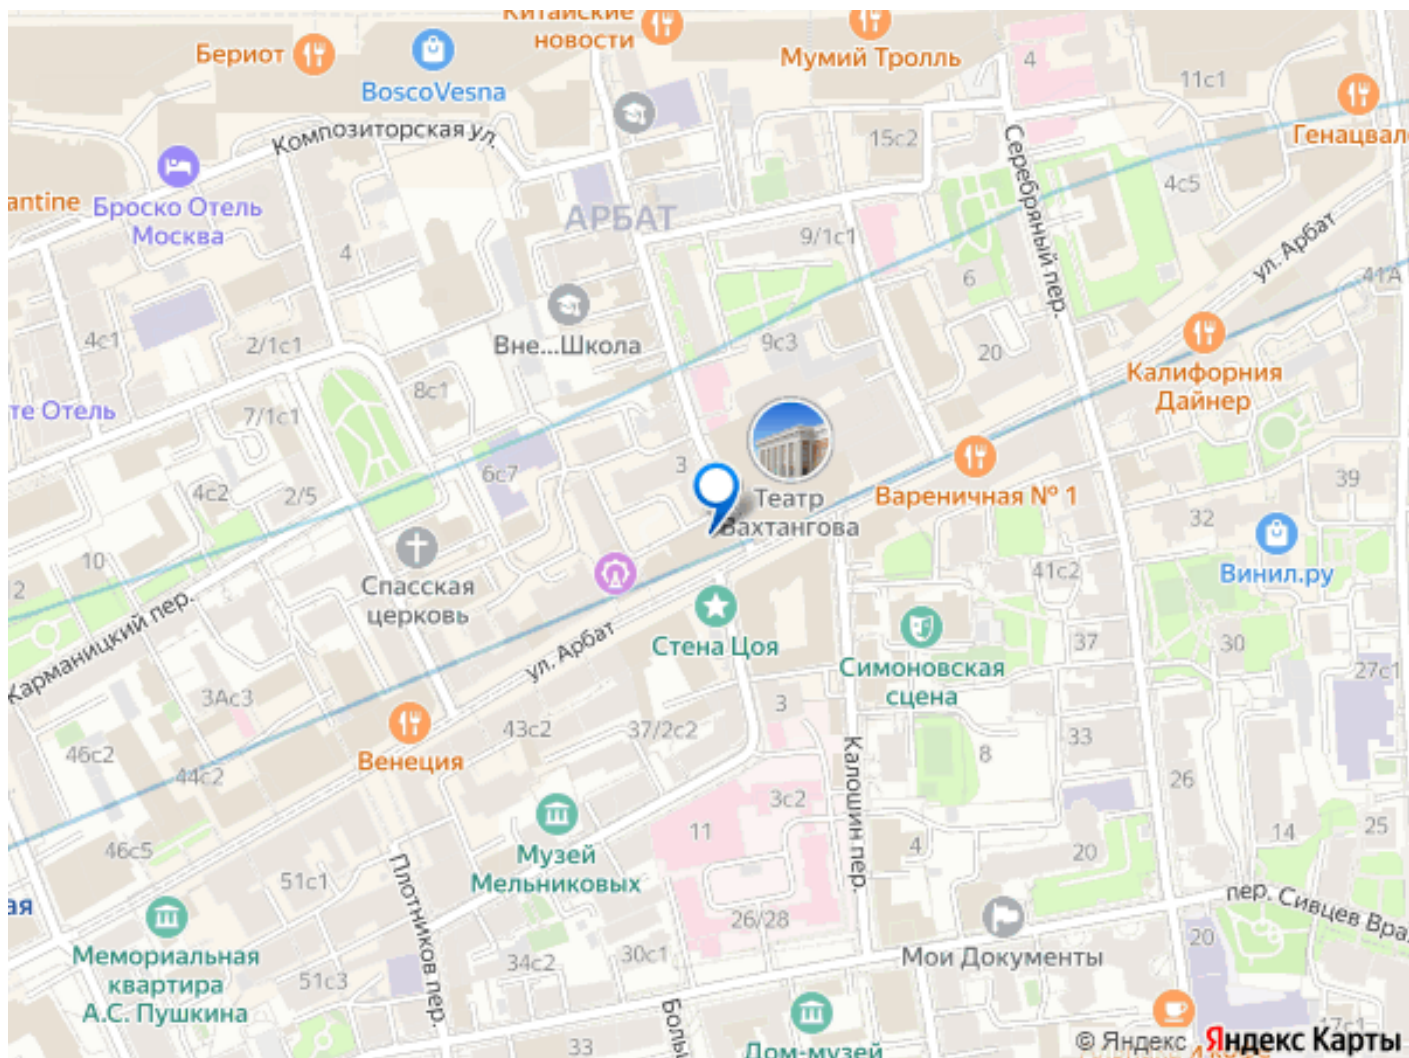 Китайские
новости
Бериот
BoscoVesna
Мумий Тролль
4
11с1
Генацвал
Композиторская ул.
15с2
Серебряный пер.
antine
Броско Отель
Москва
АРБАТ
4с5
ул. Арбат
4
9/1с1
6
41А
4с1
2/1с1
Вне...Школа
9с3
20
Калифорния
Дайнер
те Отель
7/1с1
8с1
3
6с7
4с2
2/5
Театр
Вахтангова
Вареничная № 1
39
32
10
2
Спасская
церковь
41с2
Винил.ру
Карманицкий пер.
ул. Арбат
Стена Цоя
Симоновская
сцена
37
30
27с1
3Ас3
3
46с2
44с2
Венеция
43с2
37/2с2
Калошин пер.
8
33
26
3с2
11
14
25
46с5
Музей
Мельниковых
4
20
51с1
Плотников пер.
ая
26/28
пер. Сивцев Вра
Мемориальная
квартира
А.С. Пушкина
51с3
34с2
30с1
Мои Документы
20
33
Боль
Дом-музей
17с1
© Яндекс
Яндекс Карты